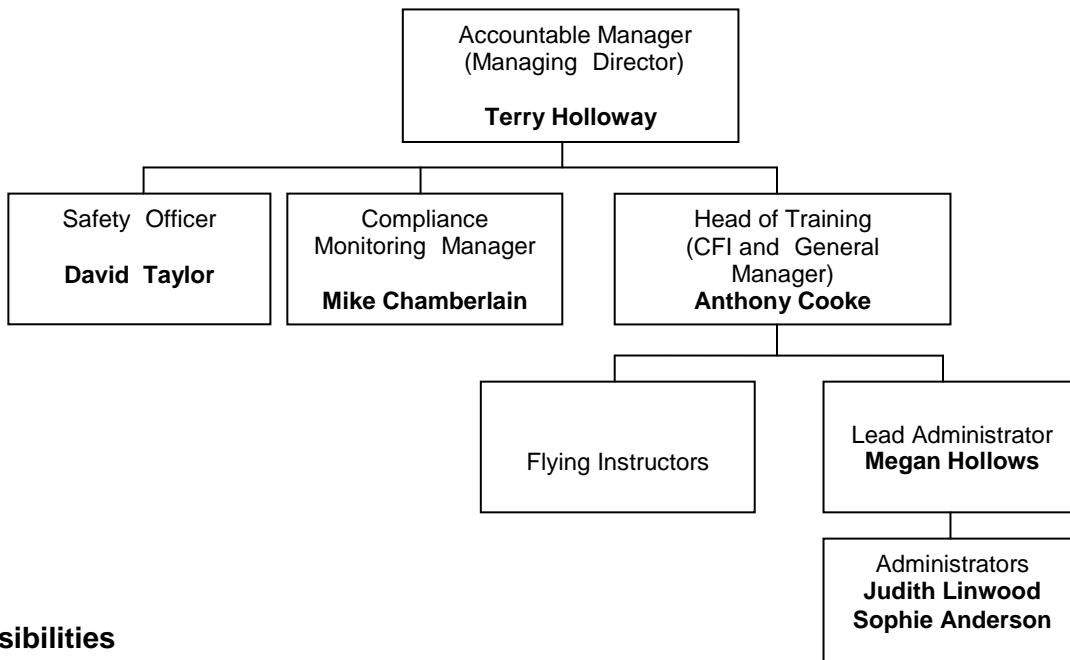 Accountable Manager
(Managing Director)
Terry Holloway
Safety Officer
David Taylor
Compliance
Monitoring Manager
Mike Chamberlain
Head of Training
(CFI and General
Manager)
Anthony Cooke
Flying Instructors
Lead Administrator
Megan Hollows
Administrators
Judith Linwood
Sophie Anderson
sibilities